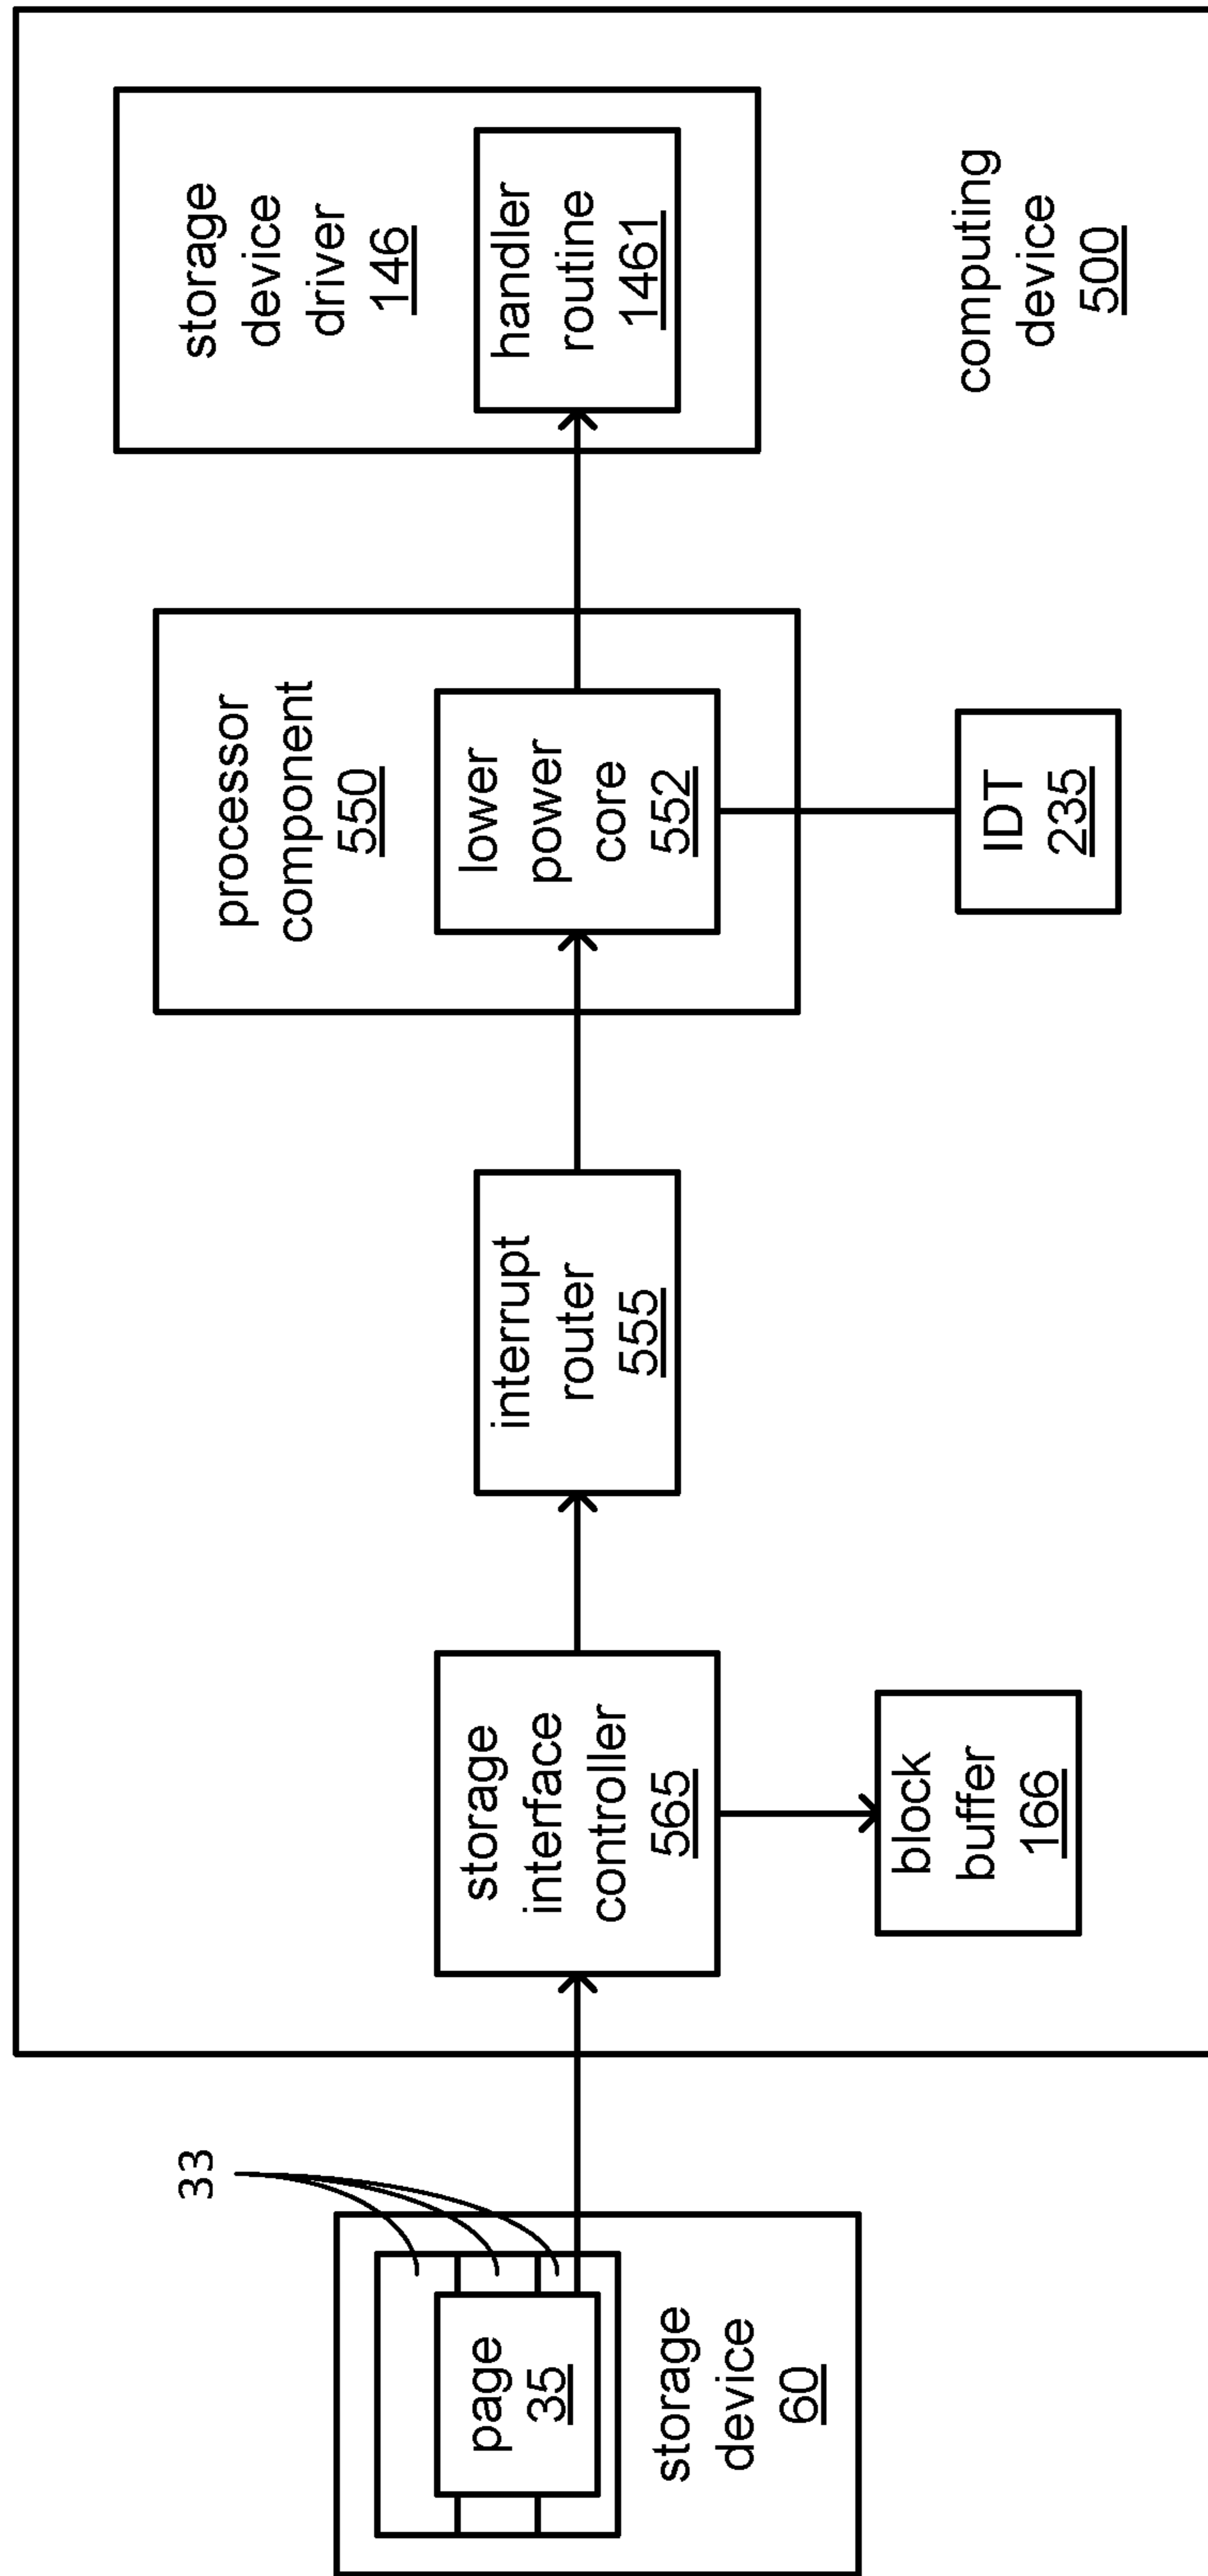 33
page
35
storage
device
60
storage
interface
controller
565
block
buffer
166
interrupt
router
555
processor
component
550
lower
power
core
552
IDT
235
storage
device
driver
146
handler
routine
1461
computing
device
500